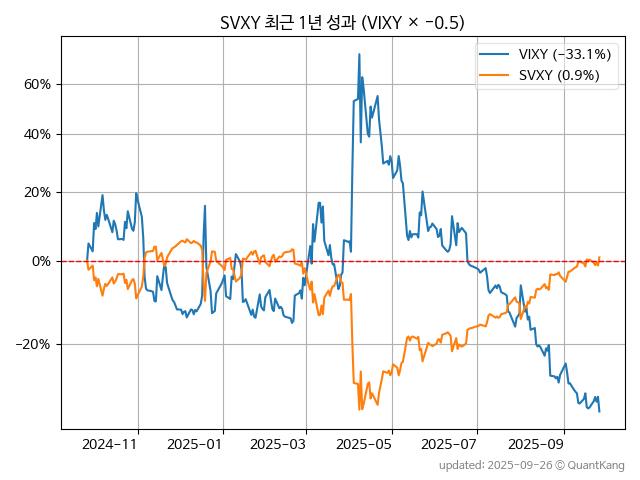 SVXY 최근 1년 성과 (VIXY × −0.5)
VIXY (−33.1%)
SVXY (0.9%)
60%
40%
20%
0%
−20%
2024-11
2025-01
2025-03
2025-05
2025-07
2025-09
updated: 2025-09-26 © QuantKang